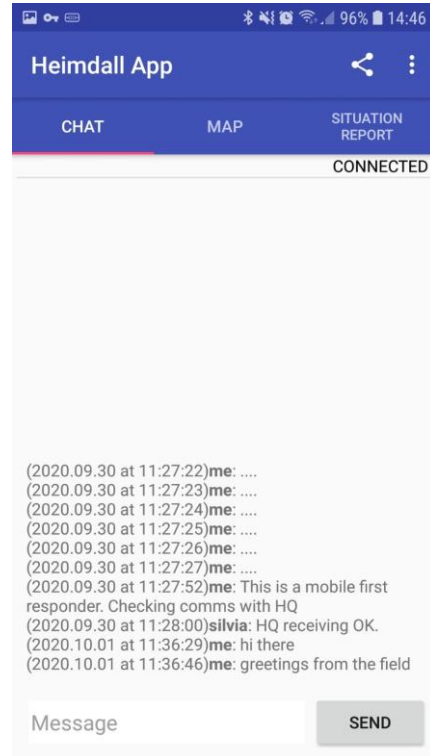 96% 14:46
Heimdall App
CHAT MAP SITUATION
REPORT
CONNECTED
(2020.09.30 at 11:27:22)me: ....
(2020.09.30 at 11:27:23)me: ....
(2020.09.30 at 11:27:24)me: ....
(2020.09.30 at 11:27:25)me: ....
(2020.09.30 at 11:27:26)me: ....
(2020.09.30 at 11:27:27)me: ....
(2020.09.30 at 11:27:52)me: This is a mobile first
responder. Checking comms with HQ
(2020.09.30 at 11:28:00)silvia: HQ receiving OK.
(2020.10.01 at 11:36:29)me: hi there
(2020.10.01 at 11:36:46)me: greetings from the field
Message SEND